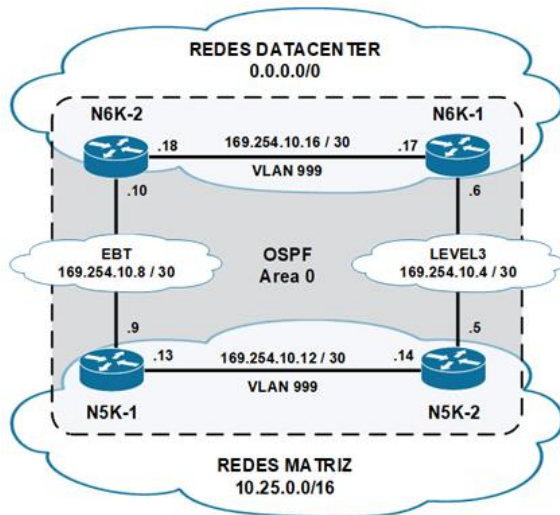 REDES DATACENTER
0.0.0.0/0
N6K-2
N6K-1
.18
169.254.10.16 / 30
.17
VLAN 999
.10
.6
EBT
169.254.10.8 / 30
OSPF
Area 0
LEVEL3
169.254.10.4 / 30
.9
.5
.13
169.254.10.12 / 30
.14
VLAN 999
N5K-1
N5K-2
REDES MATRIZ
10.25.0.0/16